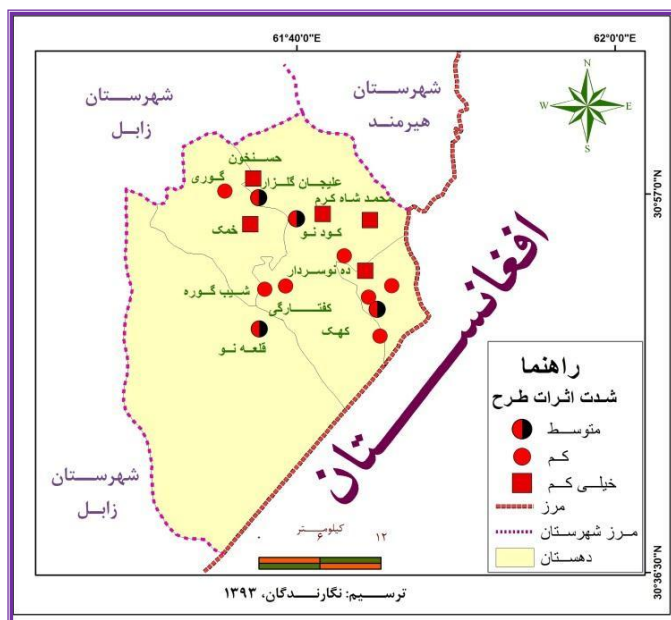 61°40'0"E
62°0'0"E
شهرستان
زابل
شهرستان
هیرمند
N
W E
S
30°57'0"N
حسنخون
گوری
علیجان گلزار
محمد شاه کرم
خمک
کود نو
ده نوسردار
شیب گوره
کفتارگی
کهک
قلعه نو
افغانستان
شهرستان
زابل
راهنما
شدت اثرات طرح
متوسط
کم
خیلی کم
مرز
مرز شهرستان
دهستان
کیلومتر
۰ ۶ ۱۲
30°36'30"N
ترسیم: نگارندگان، ۱۳۹۳